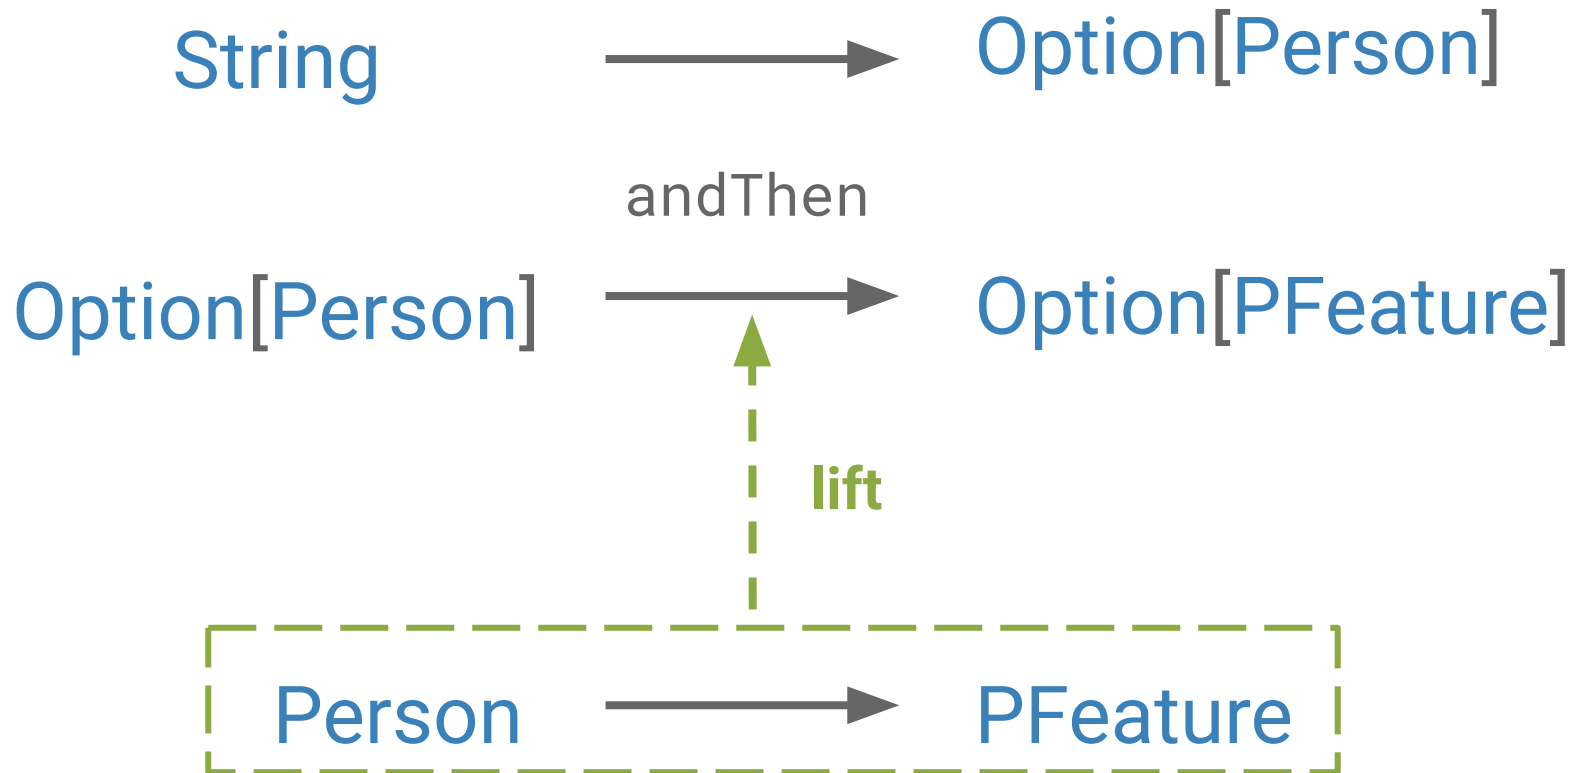 String Option[Person]
andThen
Option[Person] Option[PFeature]
lift
Person PFeature